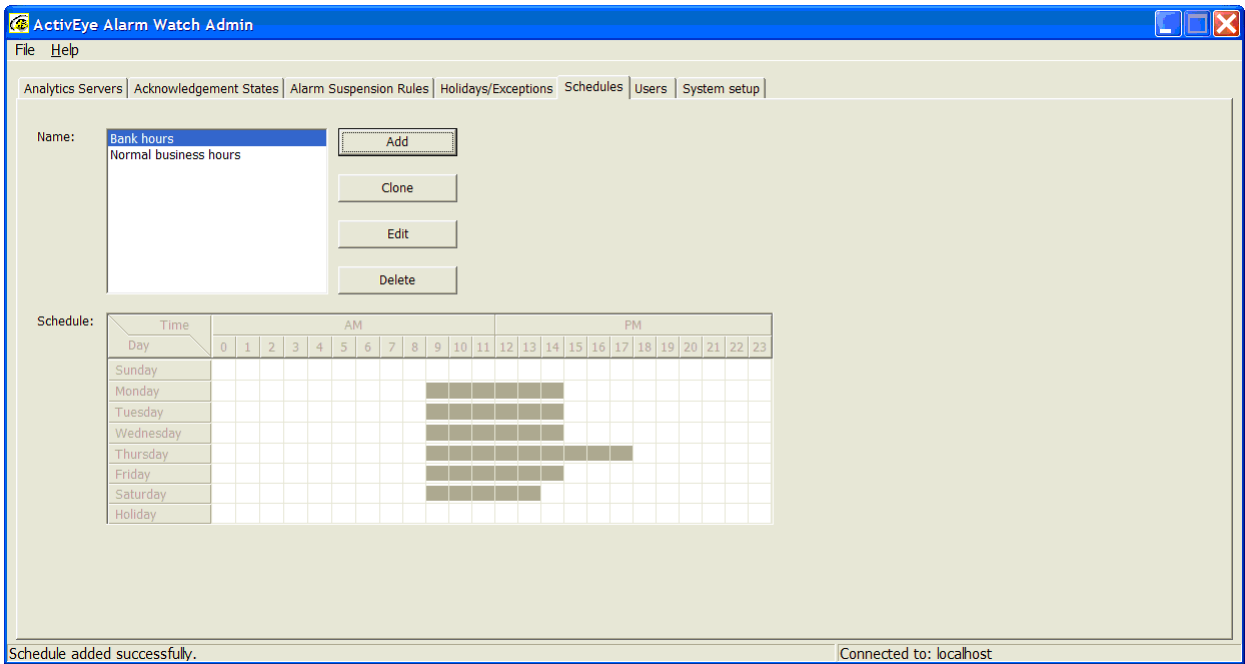 ActivEye Alarm Watch Admin
File Help
Analytics Servers Acknowledgement States Alarm Suspension Rules Holidays/Exceptions Schedules Users System setup
Name:
Bank hours
Normal business hours
Add
Clone
Edit
Delete
Schedule:
Time AM PM
Day 0 1 2 3 4 5 6 7 8 9 10 11 12 13 14 15 16 17 18 19 20 21 22 23
Sunday
Monday
Tuesday
Wednesday
Thursday
Friday
Saturday
Holiday
Schedule added successfully. Connected to: localhost